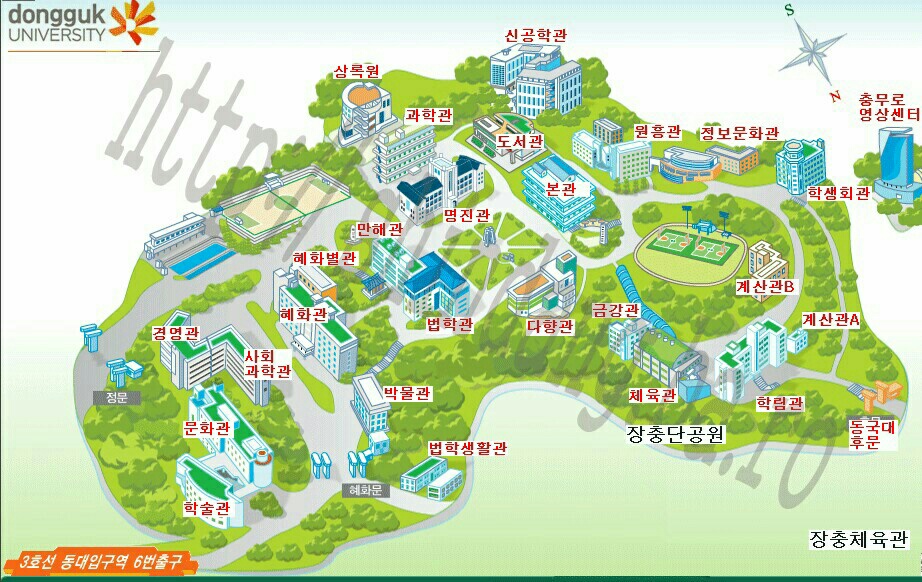 dongguk
UNIVERSITY
S
N
신공학관
상록원
과학관
도서관
원흥관
정보문화관
충무로
영상센터
학생회관
본관
명진관
만해관
혜화별관
계산관B
혜화관
법학관
다향관
금강관
계산관A
경영관
사회
과학관
박물관
체육관
학림관
정문
문화관
장충단공원
동국대
후문
법학생활관
혜화문
학술관
장충체육관
3호선 동대입구역 6번출구